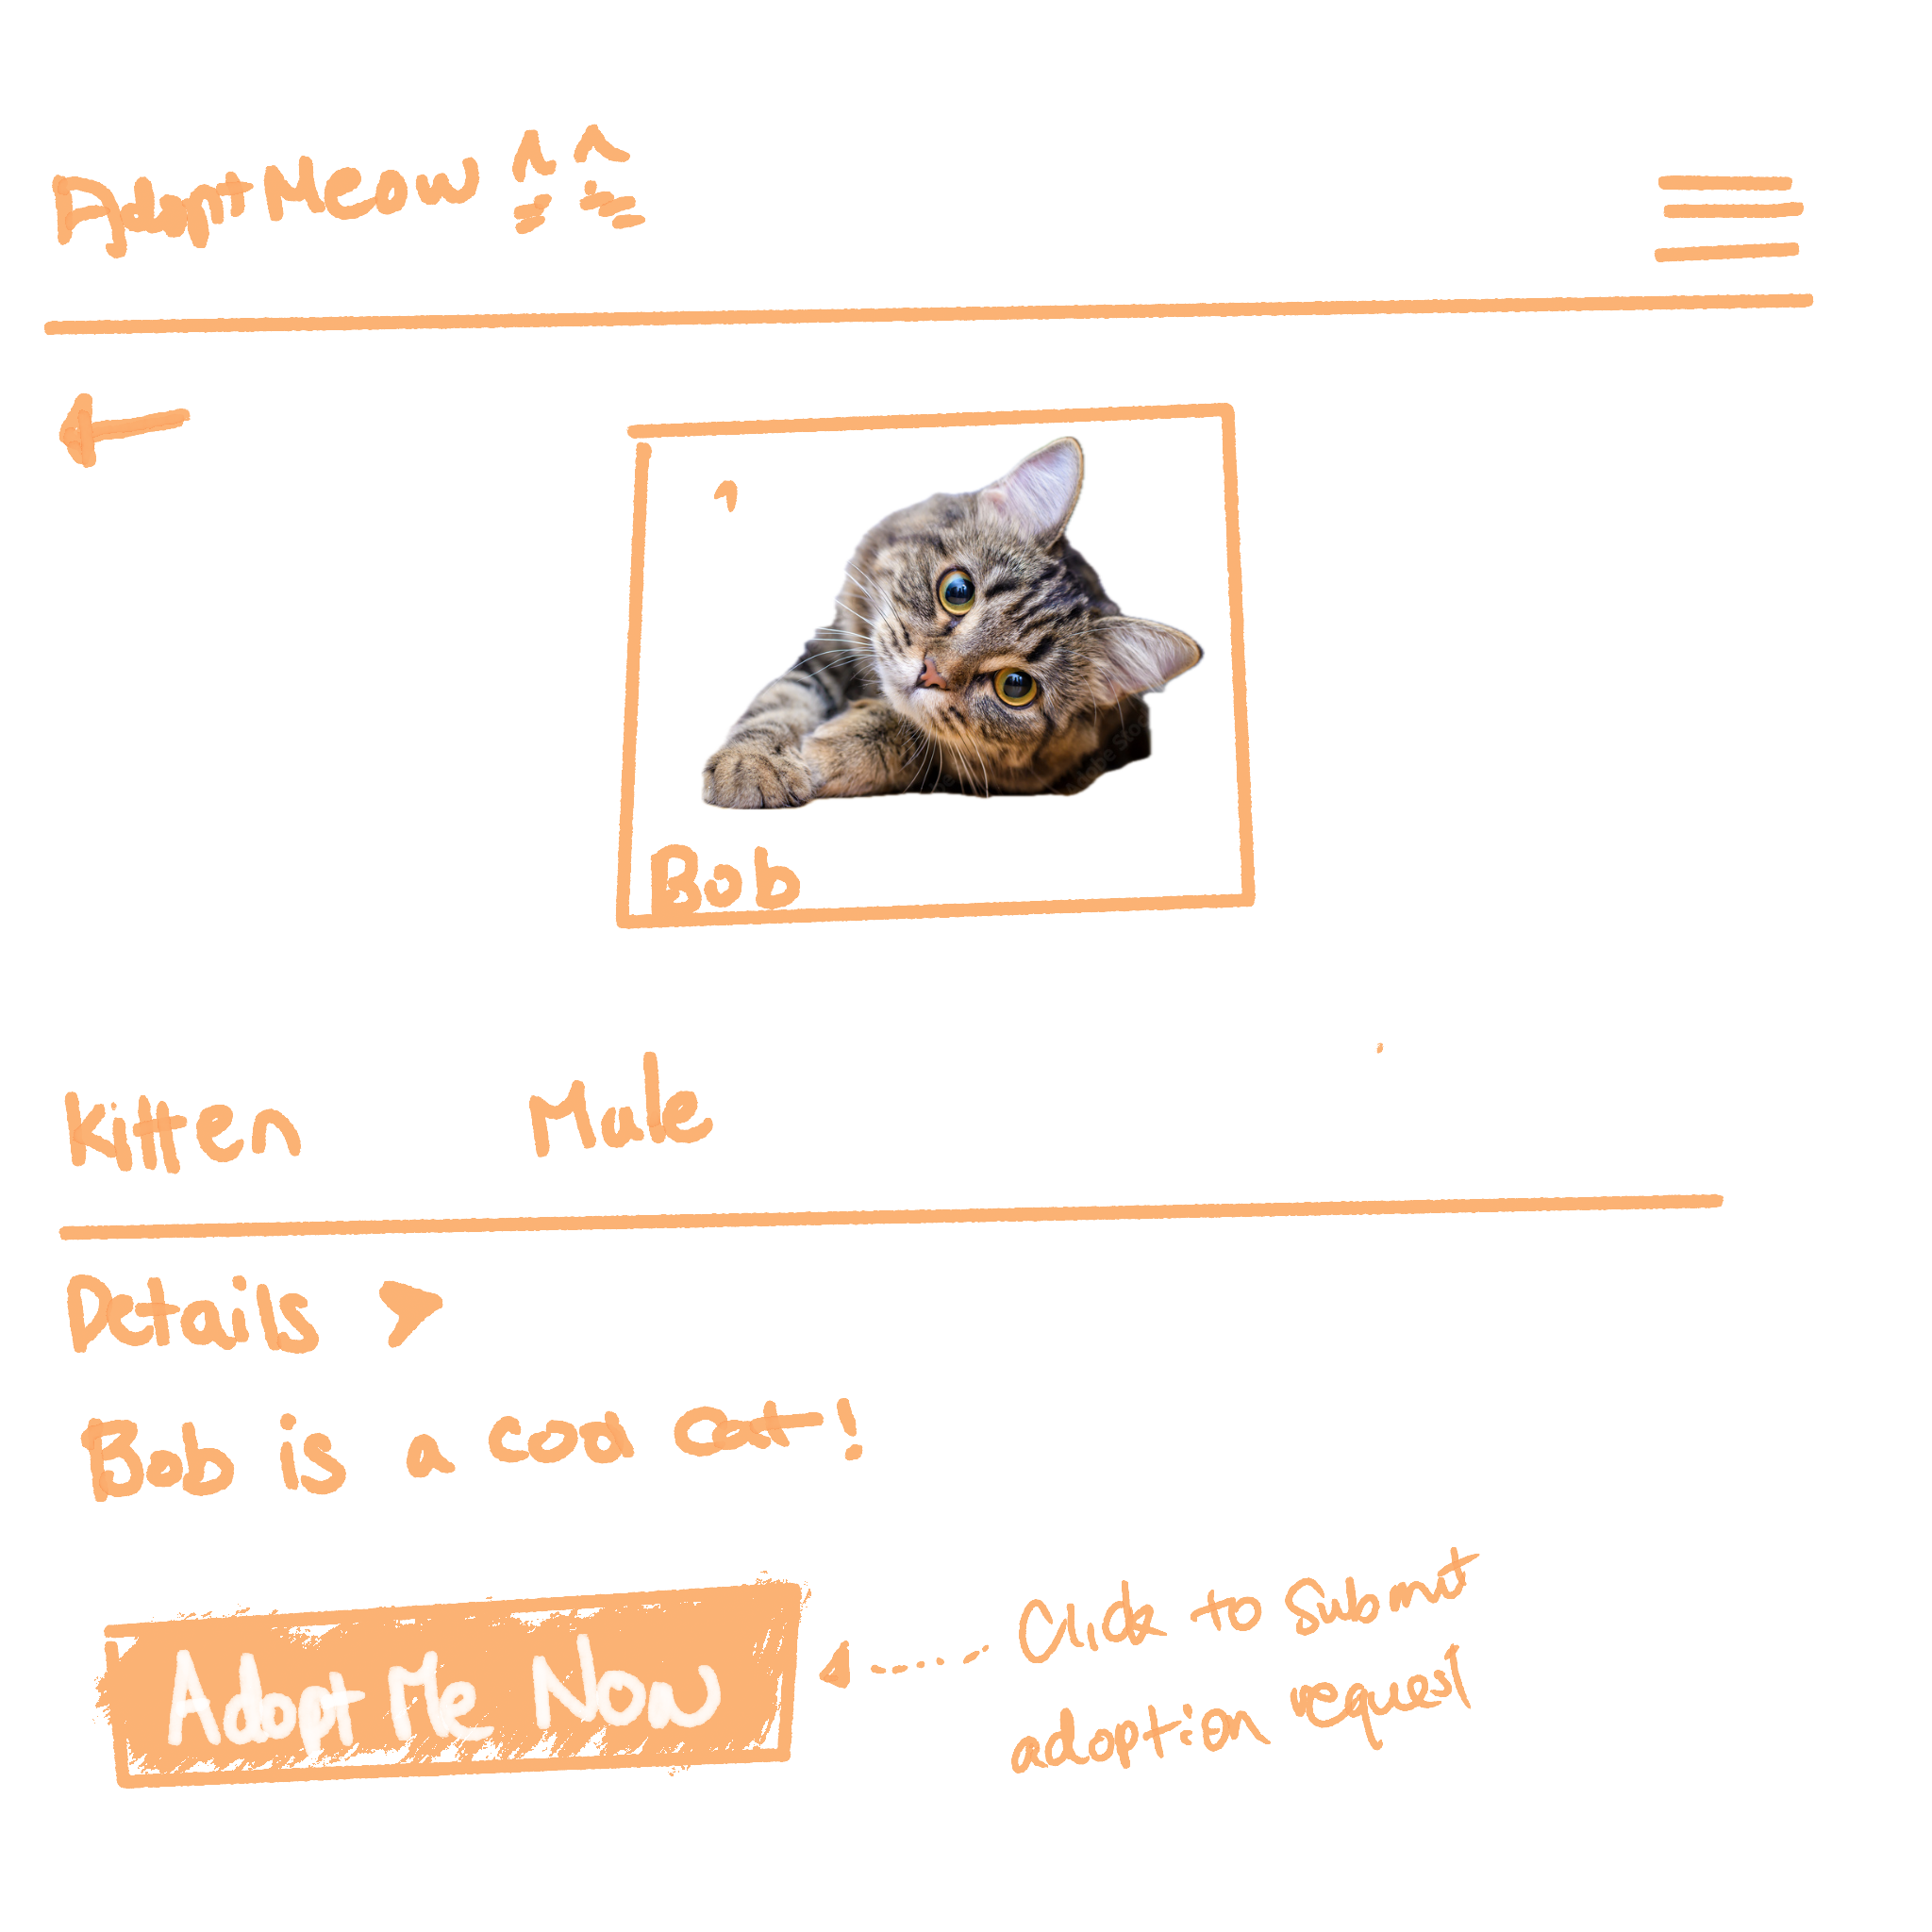 AdoptMeow
Bob
Kitten Male
Details >
Bob is a cool cat!
Adopt Me Now
Click to submit
adoption request